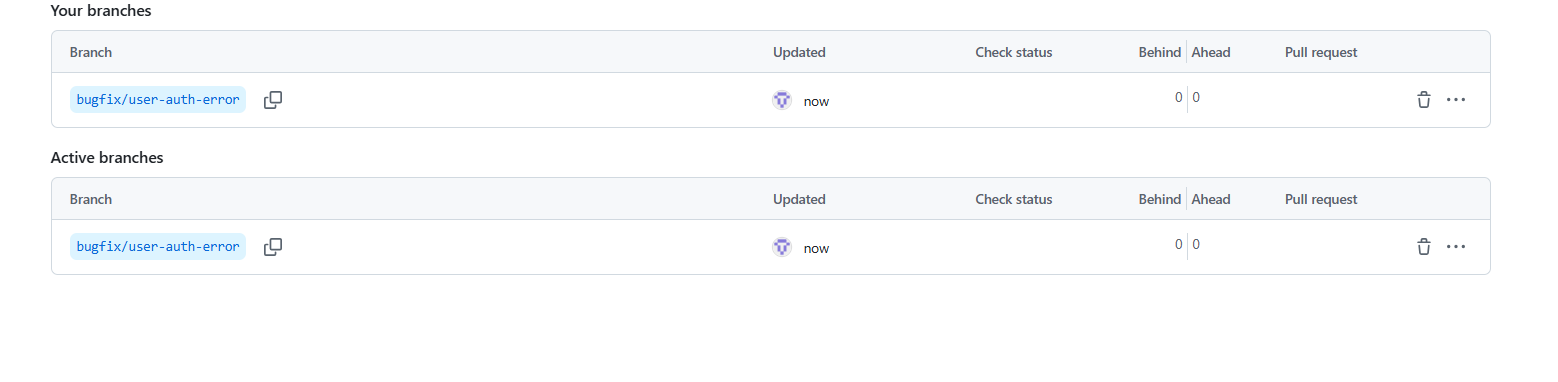 Your branches
Branch Updated Check status Behind Ahead Pull request
bugfix/user-auth-error now 0 0
Active branches
Branch Updated Check status Behind Ahead Pull request
bugfix/user-auth-error now 0 0